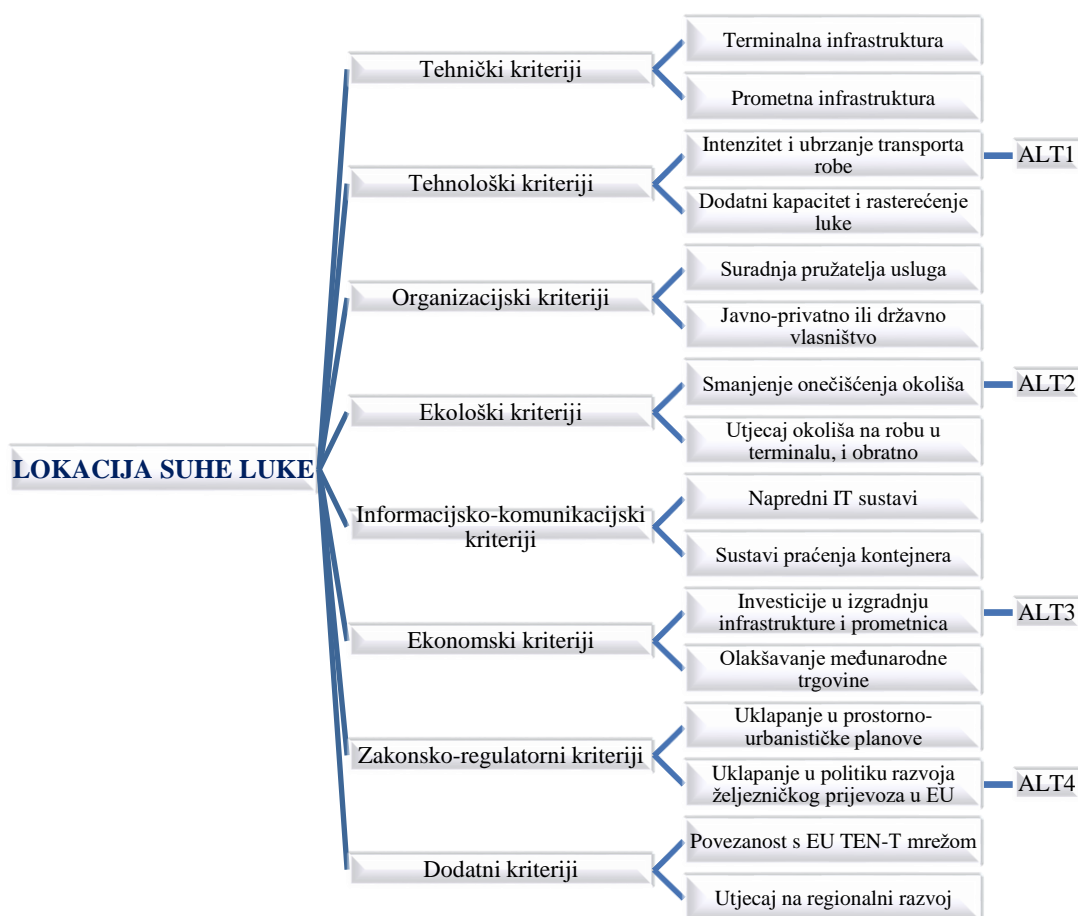 LOKACIJA SUHE LUKE
Tehnički kriteriji
Terminalna infrastruktura
Prometna infrastruktura
Tehnološki kriteriji
Intenzitet i ubrzanje transporta
robe
ALT1
Dodatni kapacitet i rasterećenje
luke
Organizacijski kriteriji
Suradnja pružatelja usluga
Javno-privatno ili državno
vlasništvo
Ekološki kriteriji
Smanjenje onečišćenja okoliša
ALT2
Utjecaj okoliša na robu u
terminalu, i obratno
Informacijsko-komunikacijski
kriteriji
Napredni IT sustavi
Sustavi praćenja kontejnera
Ekonomski kriteriji
Investicije u izgradnju
infrastrukture i prometnica
ALT3
Olakšavanje međunarodne
trgovine
Zakonsko-regulatorni kriteriji
Uklapanje u prostorno-
urbanističke planove
Uklapanje u politiku razvoja
željezničkog prijevoza u EU
ALT4
Dodatni kriteriji
Povezanost s EU TEN-T mrežom
Utjecaj na regionalni razvoj